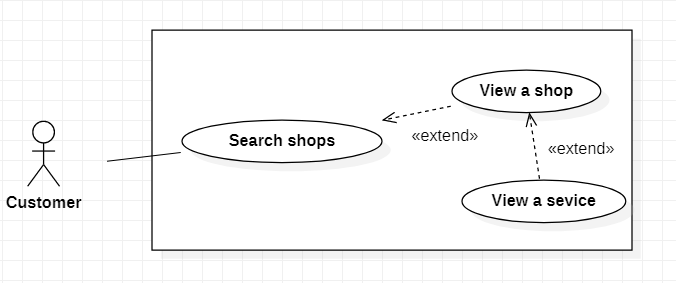 View a shop
Search shops
«extend»
«extend»
View a sevice
Customer